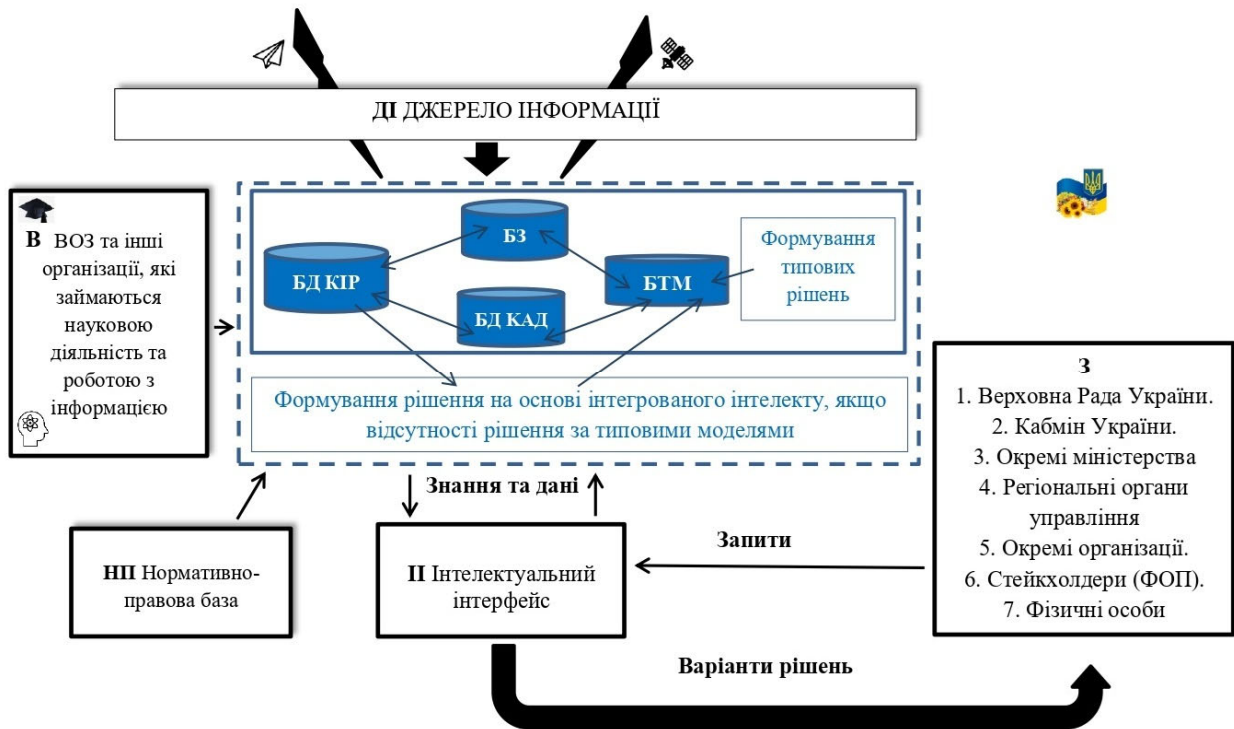 ДІ ДЖЕРЕЛО ІНФОРМАЦІЇ
В ВОЗ та інші
організації, які
займаються
науковою
діяльність та
роботою з
інформацією
БЗ
БД КІР
БТМ
БД КАД
Формування
типових
рішень
Формування рішення на основі інтегрованого інтелекту, якщо
відсутності рішення за типовими моделями
З
1. Верховна Рада України.
2. Кабмін України.
3. Окремі міністерства
4. Регіональні органи
управління
5. Окремі організації.
6. Стейкхолдери (ФОП).
7. Фізичні особи
Знання та дані
НП Нормативно-
правова база
ІІ Інтелектуальний
інтерфейс
Запити
Варіанти рішень